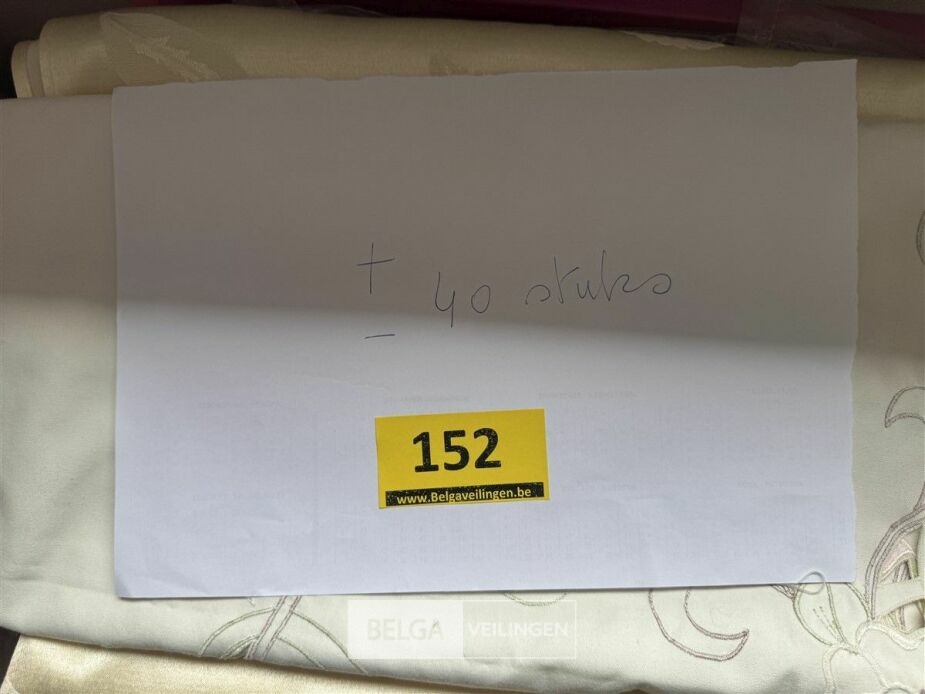 ± 40 stuks
152
www.Belgaveilingen.be
BELGA VEILINGEN